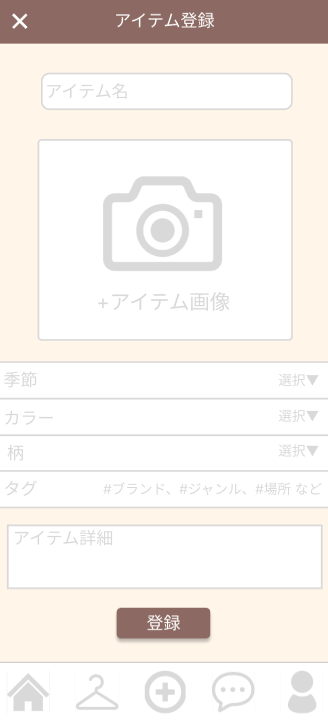 アイテム登録
アイテム名
+アイテム画像
季節 選択▼
カラー 選択▼
柄 選択▼
タグ #ブランド、#ジャンル、#場所 など
アイテム詳細
登録